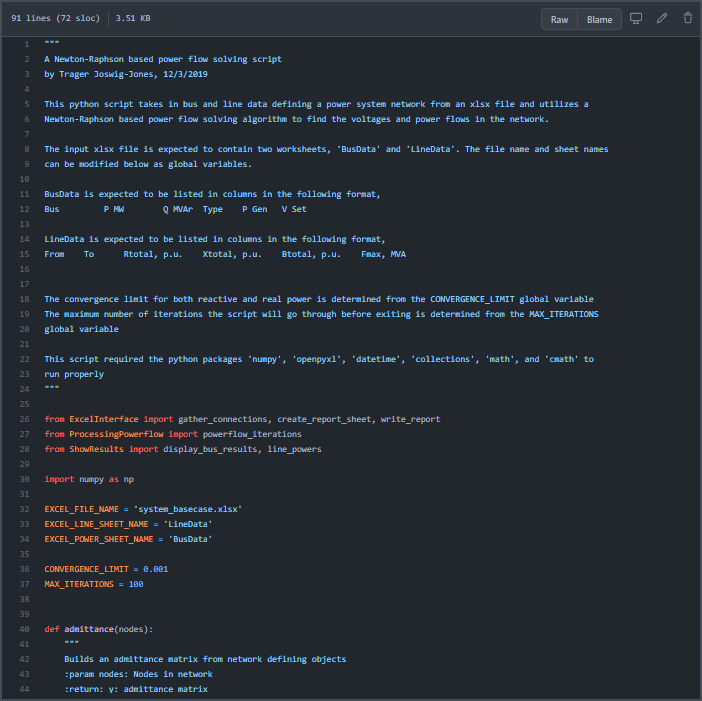 91 lines (72 sloc) 3.51 KB Raw Blame
1 """
2 A Newton-Raphson based power flow solving script
3 by Trager Joswig-Jones, 12/3/2019
4
5 This python script takes in bus and line data defining a power system network from an xlsx file and utilizes a
6 Newton-Raphson based power flow solving algorithm to find the voltages and power flows in the network.
7
8 The input xlsx file is expected to contain two worksheets, 'BusData' and 'LineData'. The file name and sheet names
9 can be modified below as global variables.
10
11 BusData is expected to be listed in columns in the following format,
12 Bus P MW Q MVAr Type P Gen V Set
13
14 LineData is expected to be listed in columns in the following format,
15 From To Rtotal, p.u. Xtotal, p.u. Btotal, p.u. Fmax, MVA
16
17
18 The convergence limit for both reactive and real power is determined from the CONVERGENCE_LIMIT global variable
19 The maximum number of iterations the script will go through before exiting is determined from the MAX_ITERATIONS
20 global variable
21
22 This script required the python packages 'numpy', 'openpyxl', 'datetime', 'collections', 'math', and 'cmath' to
23 run properly
24 """
25
26 from ExcelInterface import gather_connections, create_report_sheet, write_report
27 from ProcessingPowerflow import powerflow_iterations
28 from ShowResults import display_bus_results, line_powers
29
30 import numpy as np
31
32 EXCEL_FILE_NAME = 'system_basecase.xlsx'
33 EXCEL_LINE_SHEET_NAME = 'LineData'
34 EXCEL_POWER_SHEET_NAME = 'BusData'
35
36 CONVERGENCE_LIMIT = 0.001
37 MAX_ITERATIONS = 100
38
39
40 def admittance(nodes):
41 """
42 Builds an admittance matrix from network defining objects
43 :param nodes: Nodes in network
44 :return: y: admittance matrix